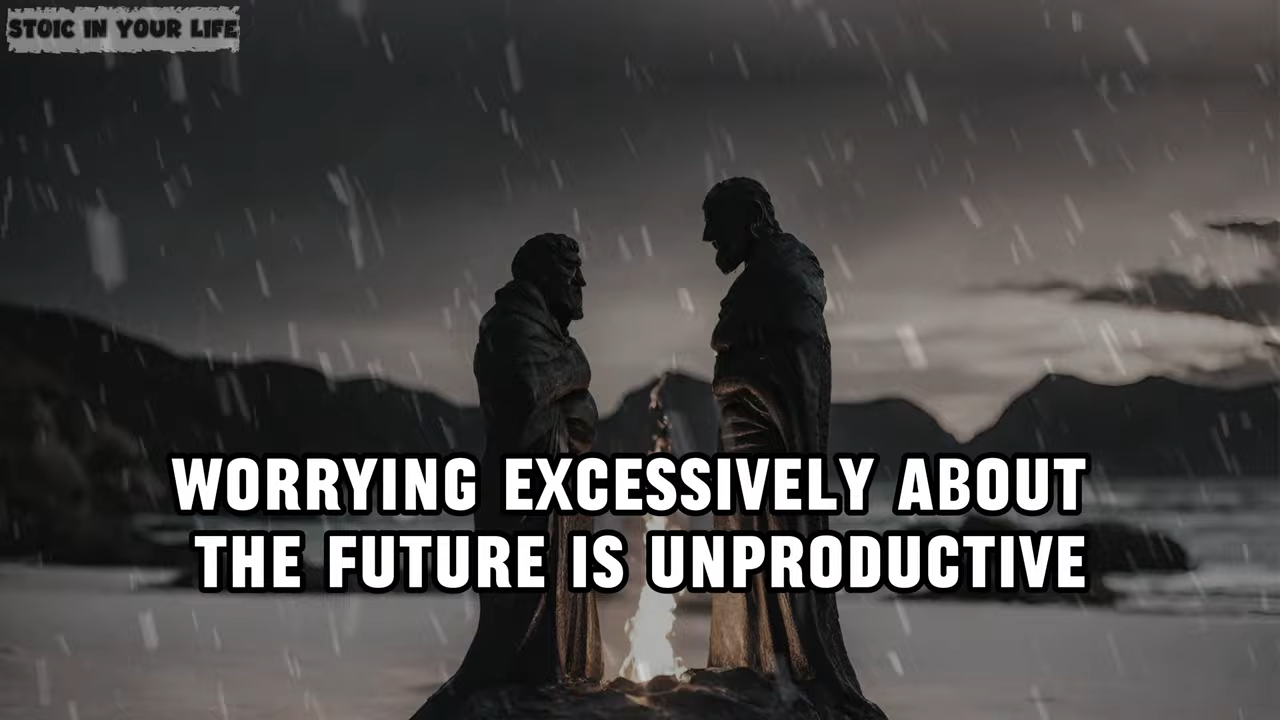 STOIC IN YOUR LIFE
WORRYING EXCESSIVELY ABOUT
THE FUTURE IS UNPRODUCTIVE